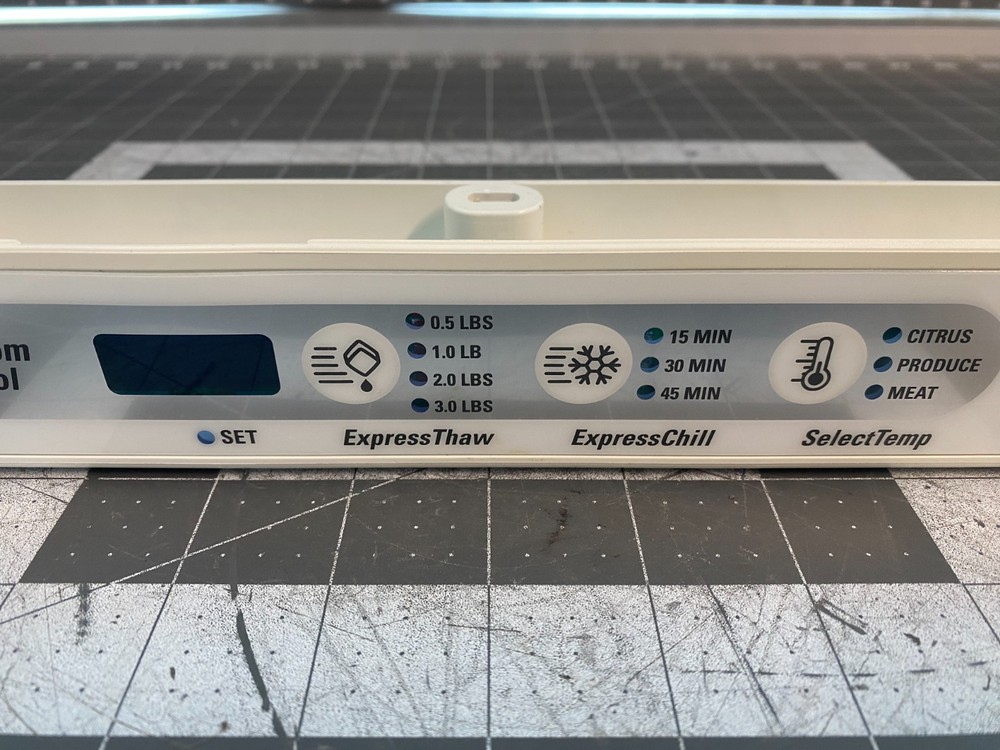 SET
0.5 LBS
1.0 LB
2.0 LBS
3.0 LBS
ExpressThaw
15 MIN
30 MIN
45 MIN
ExpressChill
CITRUS
PRODUCE
MEAT
SelectTemp